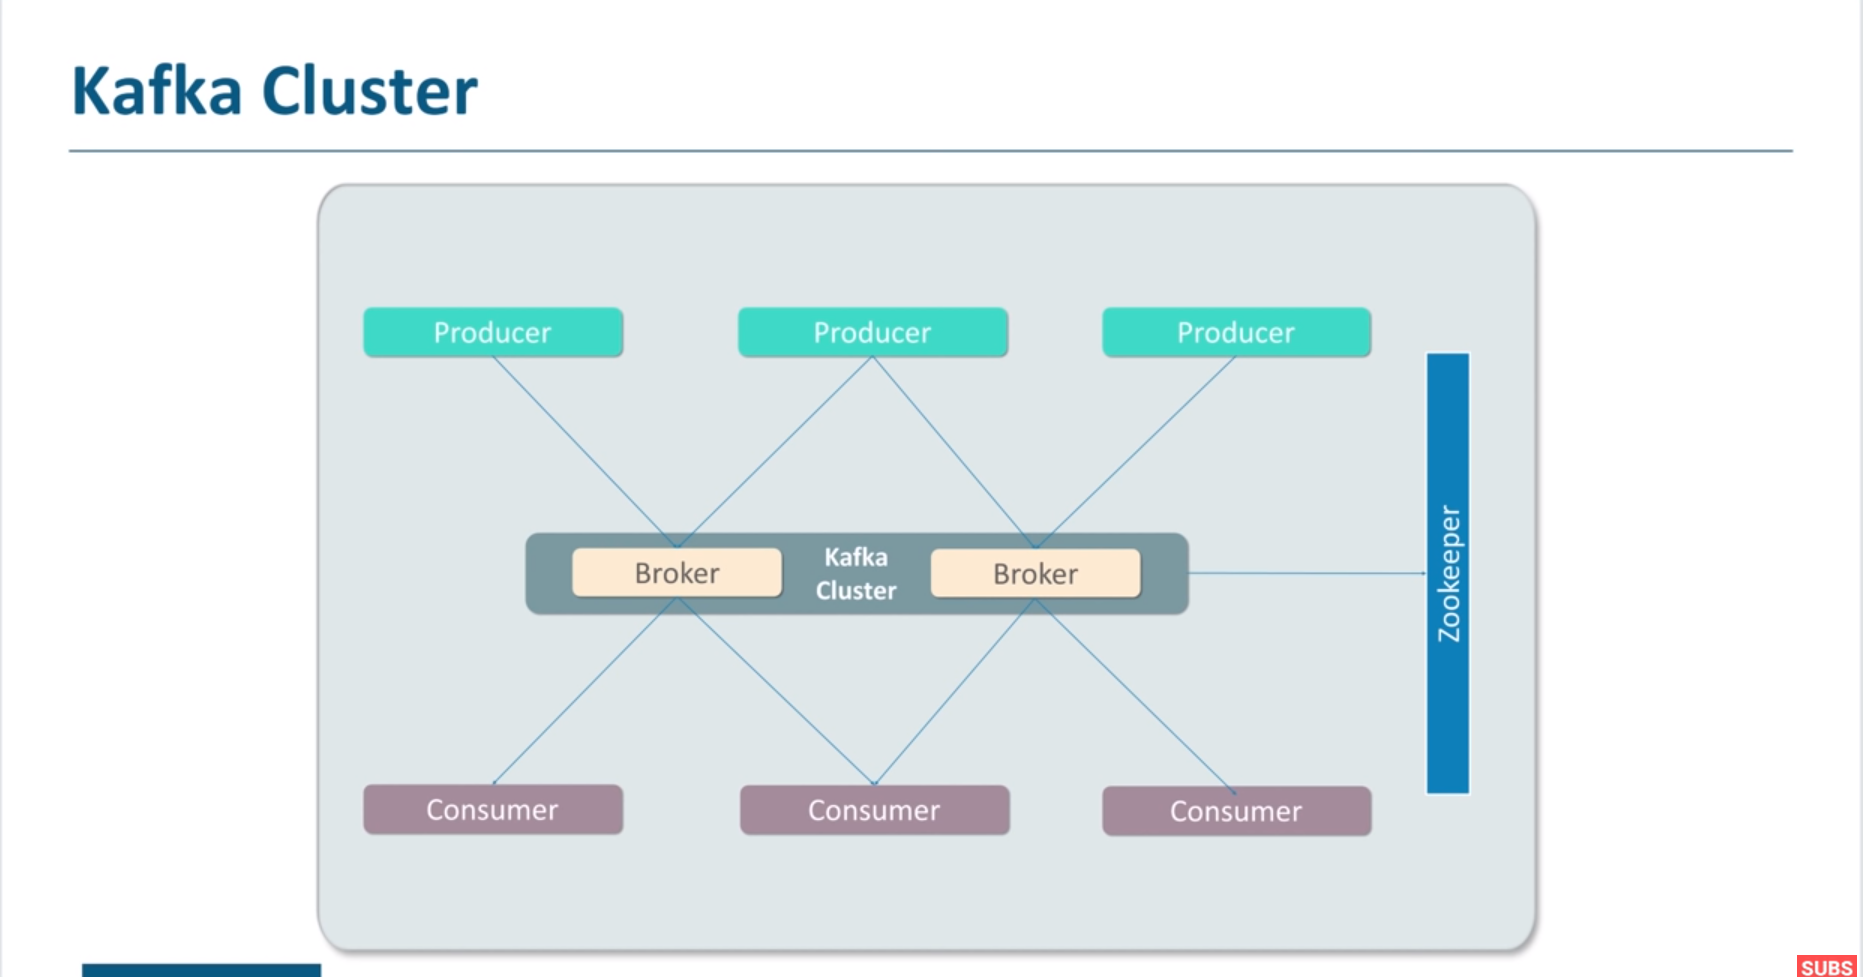 Kafka Cluster
Producer
Producer
Producer
Broker
Kafka
Cluster
Broker
Zookeeper
Consumer
Consumer
Consumer
SUBS